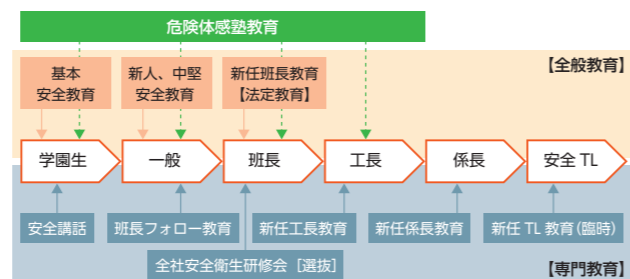 危険体感塾教育
【全般教育】
基本
安全教育
新人、中堅
安全教育
新任班長教育
【法定教育】
学園生
一般
班長
工長
係長
安全 TL
安全講話
班長フォロー教育
新任工長教育
新任係長教育
新任 TL 教育(臨時)
全社安全衛生研修会［選抜］
【専門教育】